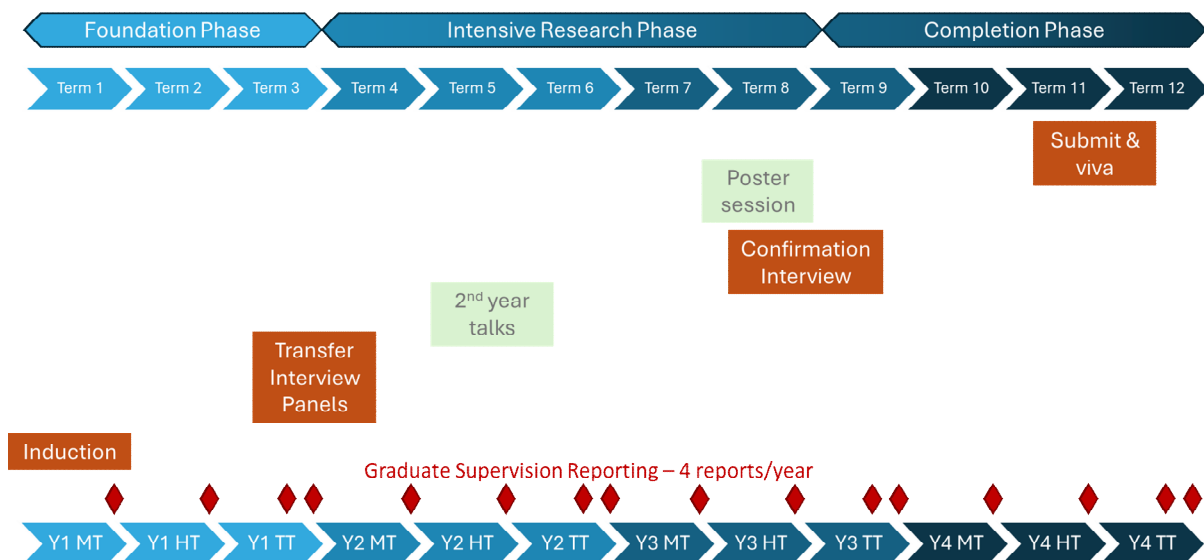 Foundation Phase
Intensive Research Phase
Completion Phase
Term 1
Term 2
Term 3
Term 4
Term 5
Term 6
Term 7
Term 8
Term 9
Term 10
Term 11
Term 12
Submit &
viva
Poster
session
Confirmation
Interview
2nd year
talks
Transfer
Interview
Panels
Induction
Graduate Supervision Reporting – 4 reports/year
Y1 MT
Y1 HT
Y1 TT
Y2 MT
Y2 HT
Y2 TT
Y3 MT
Y3 HT
Y3 TT
Y4 MT
Y4 HT
Y4 TT